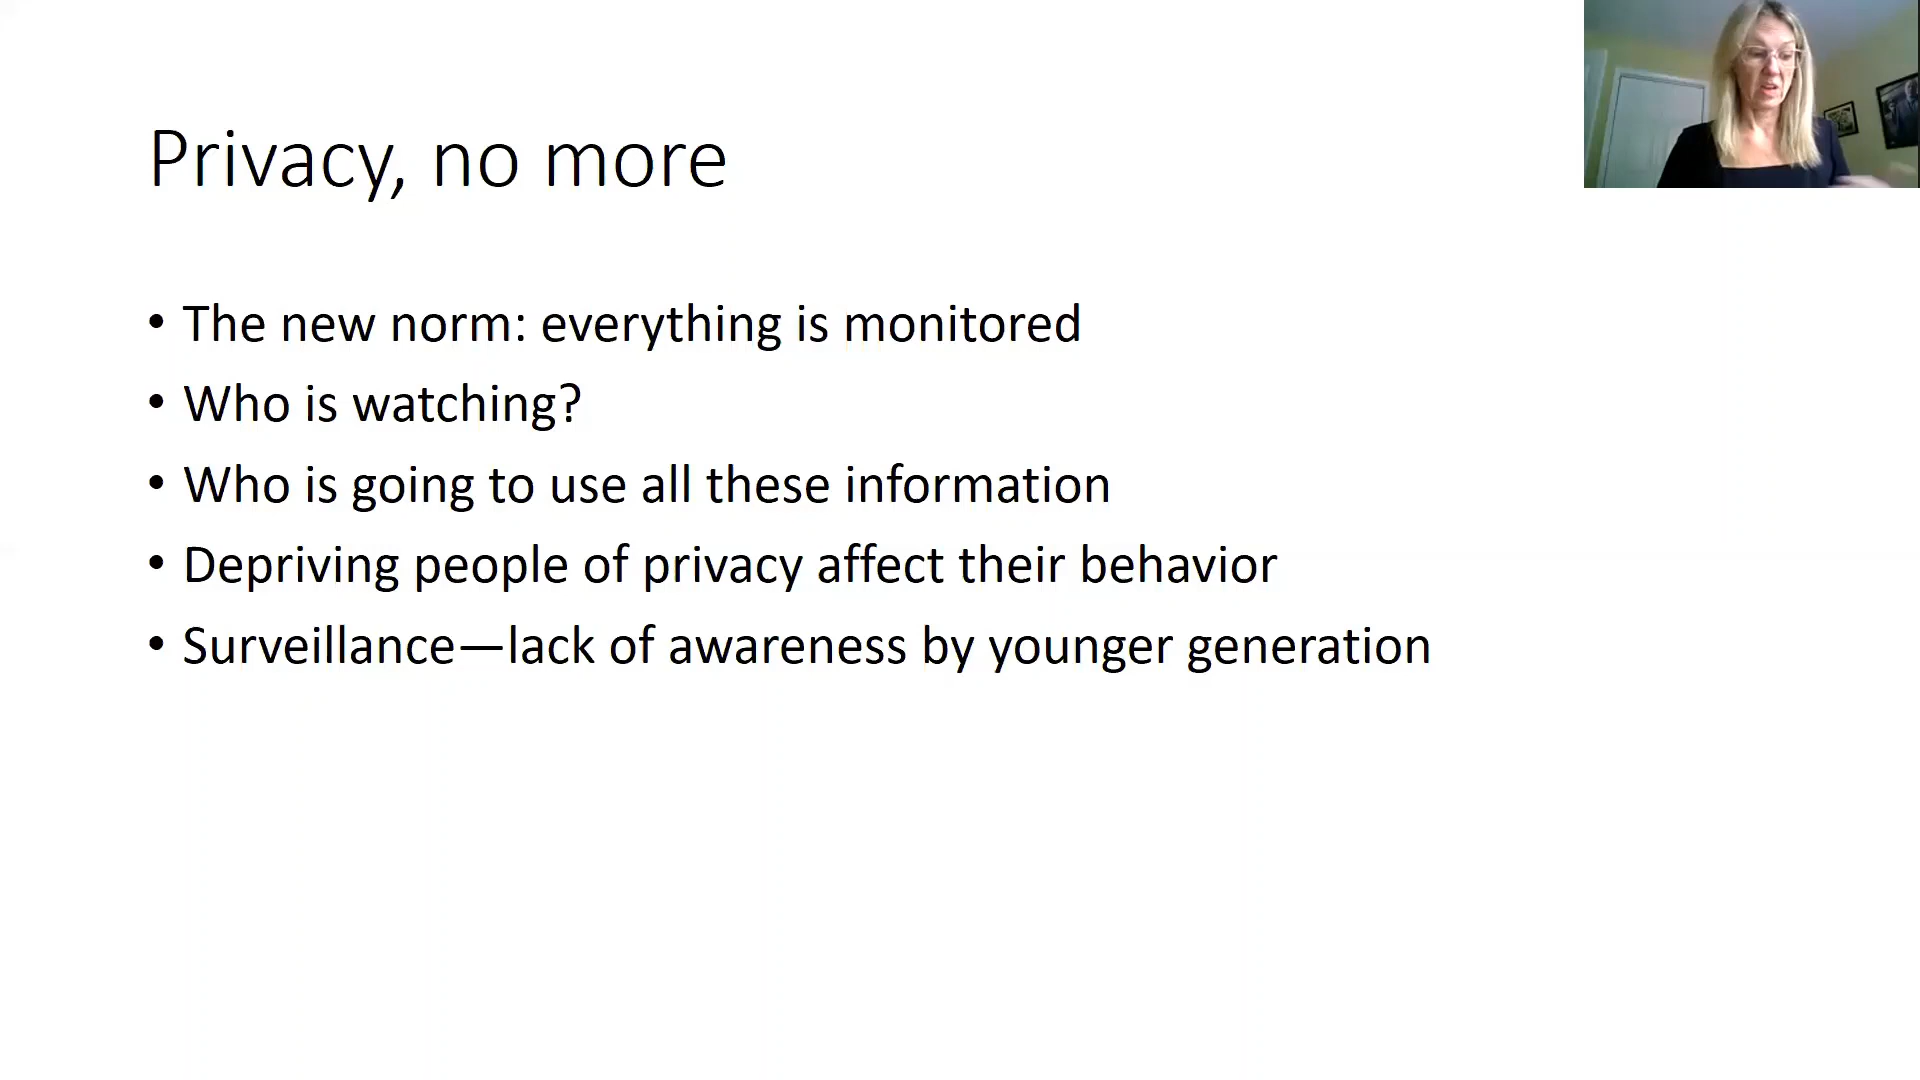 Privacy, no more
• The new norm: everything is monitored
• Who is watching?
• Who is going to use all these information
• Depriving people of privacy affect their behavior
• Surveillance—lack of awareness by younger generation